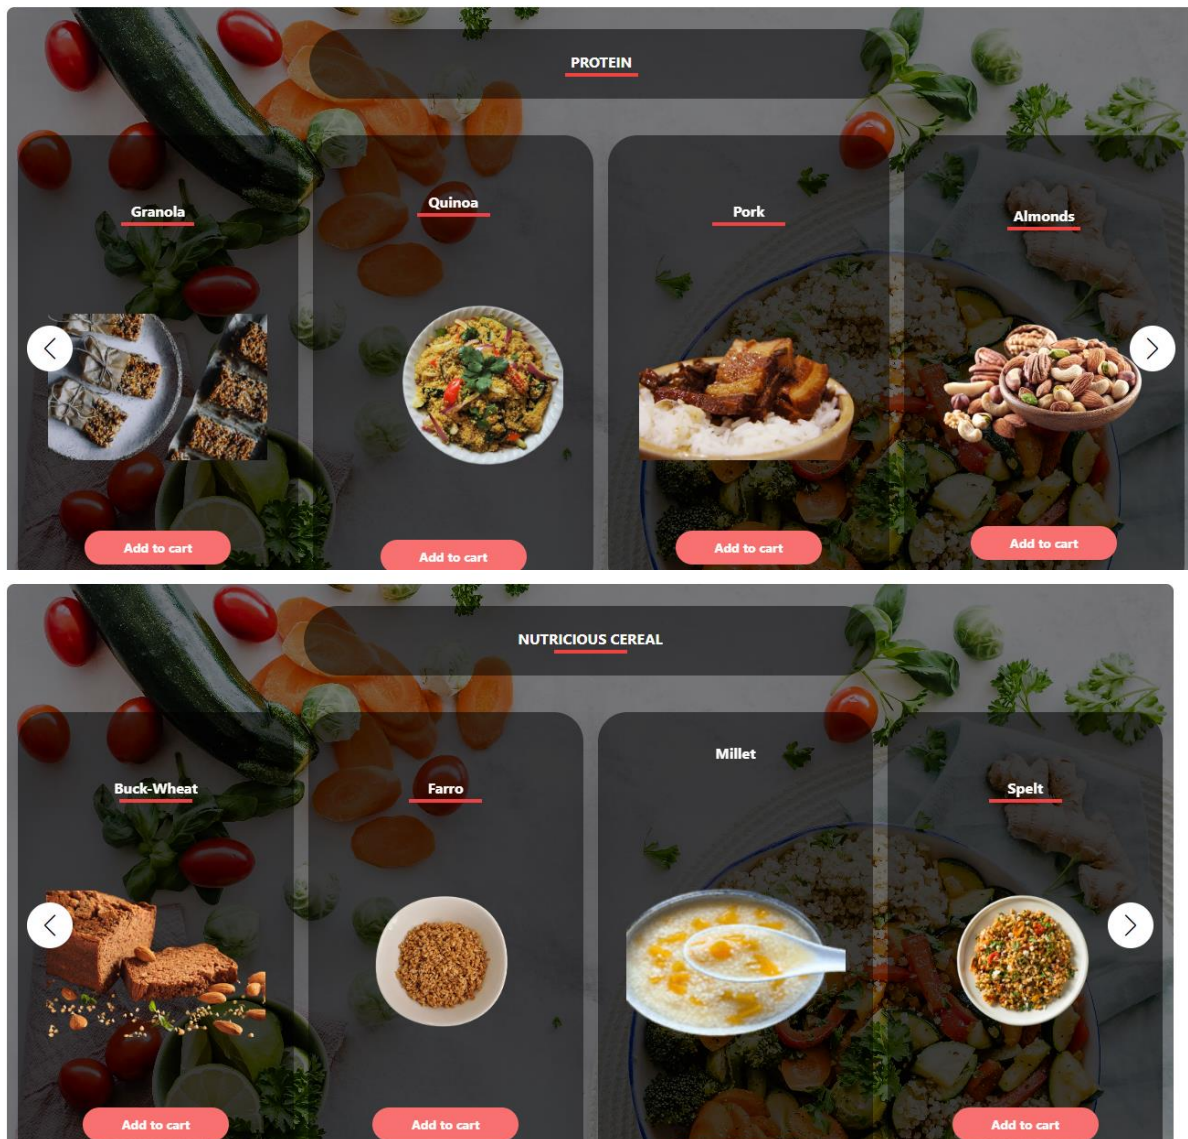 PROTEIN
Granola
Quinoa
Pork
Almonds
Add to cart
Add to cart
Add to cart
Add to cart
NUTRICIOUS CEREAL
Buck-Wheat
Farro
Millet
Spelt
Add to cart
Add to cart
Add to cart